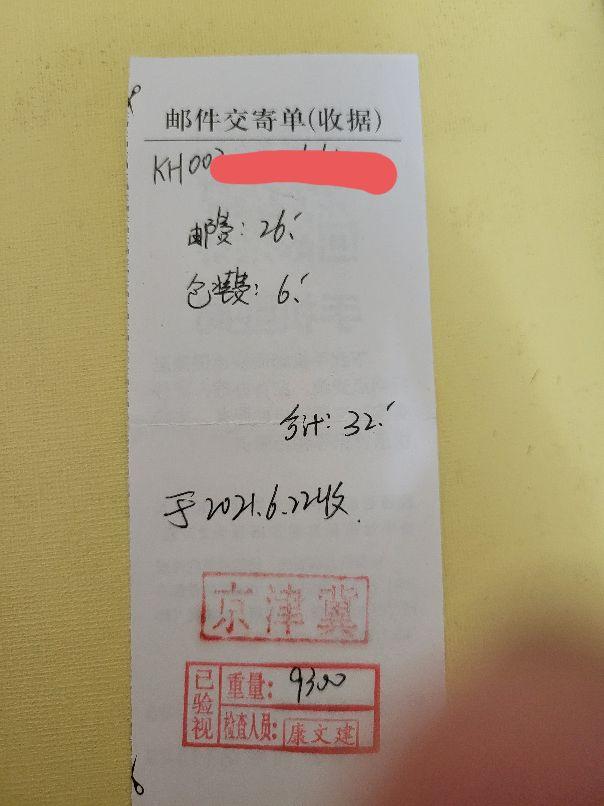 邮件交寄单(收据)
KH00
邮费: 26.
包装费: 6.
合计: 32.
于2021.6.22收.
京津冀
已验视
重量: 9300
检查人员: 康文建